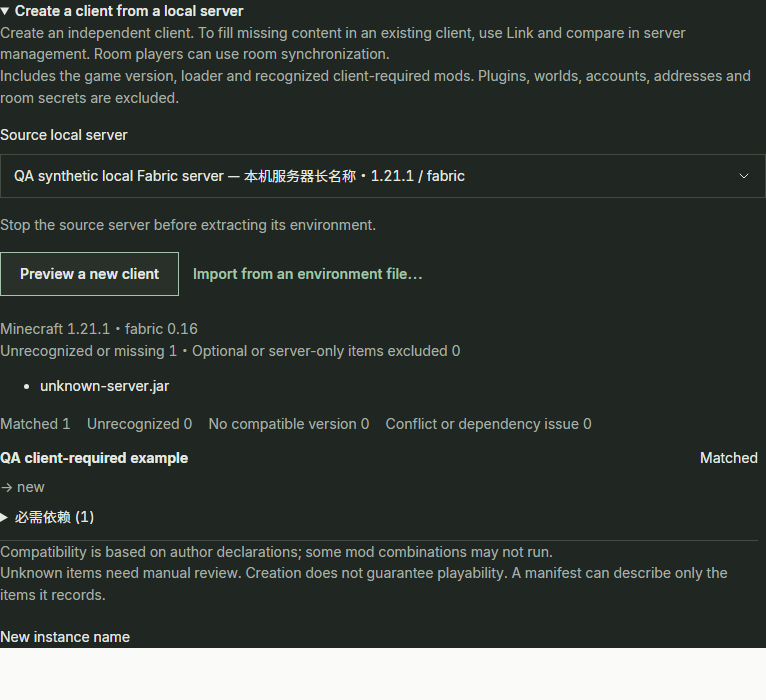 Create a client from a local server
Create an independent client. To fill missing content in an existing client, use Link and compare in server
management. Room players can use room synchronization.
Includes the game version, loader and recognized client-required mods. Plugins, worlds, accounts, addresses and
room secrets are excluded.
Source local server
QA synthetic local Fabric server — 本机服务器长名称 • 1.21.1 / fabric
Stop the source server before extracting its environment.
Preview a new client Import from an environment file...
Minecraft 1.21.1 • fabric 0.16
Unrecognized or missing 1 • Optional or server-only items excluded 0
• unknown-server.jar
Matched 1 Unrecognized 0 No compatible version 0 Conflict or dependency issue 0
QA client-required example Matched
→ new
必需依赖 (1)
Compatibility is based on author declarations; some mod combinations may not run.
Unknown items need manual review. Creation does not guarantee playability. A manifest can describe only the
items it records.
New instance name